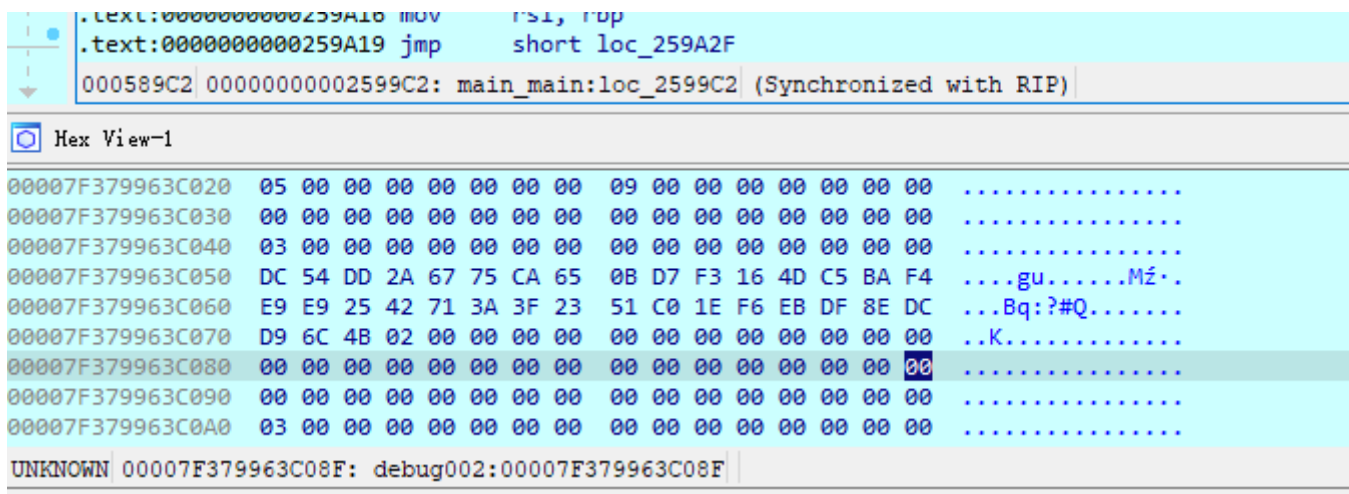 .text:0000000000259A16 mov     rsi, rbp
.text:0000000000259A19 jmp     short loc_259A2F
000589C2 00000000002599C2: main_main:loc_2599C2 (Synchronized with RIP)
Hex View-1
00007F379963C020  05 00 00 00 00 00 00 00  09 00 00 00 00 00 00 00  ................
00007F379963C030  00 00 00 00 00 00 00 00  00 00 00 00 00 00 00 00  ................
00007F379963C040  03 00 00 00 00 00 00 00  00 00 00 00 00 00 00 00  ................
00007F379963C050  DC 54 DD 2A 67 75 CA 65  0B D7 F3 16 4D C5 BA F4  ....gu......Mź·.
00007F379963C060  E9 E9 25 42 71 3A 3F 23  51 C0 1E F6 EB DF 8E DC  ...Bq:?#Q.......
00007F379963C070  D9 6C 4B 02 00 00 00 00  00 00 00 00 00 00 00 00  ..K.............
00007F379963C080  00 00 00 00 00 00 00 00  00 00 00 00 00 00 00 00  ................
00007F379963C090  00 00 00 00 00 00 00 00  00 00 00 00 00 00 00 00  ................
00007F379963C0A0  03 00 00 00 00 00 00 00  00 00 00 00 00 00 00 00  ................
UNKNOWN 00007F379963C08F: debug002:00007F379963C08F